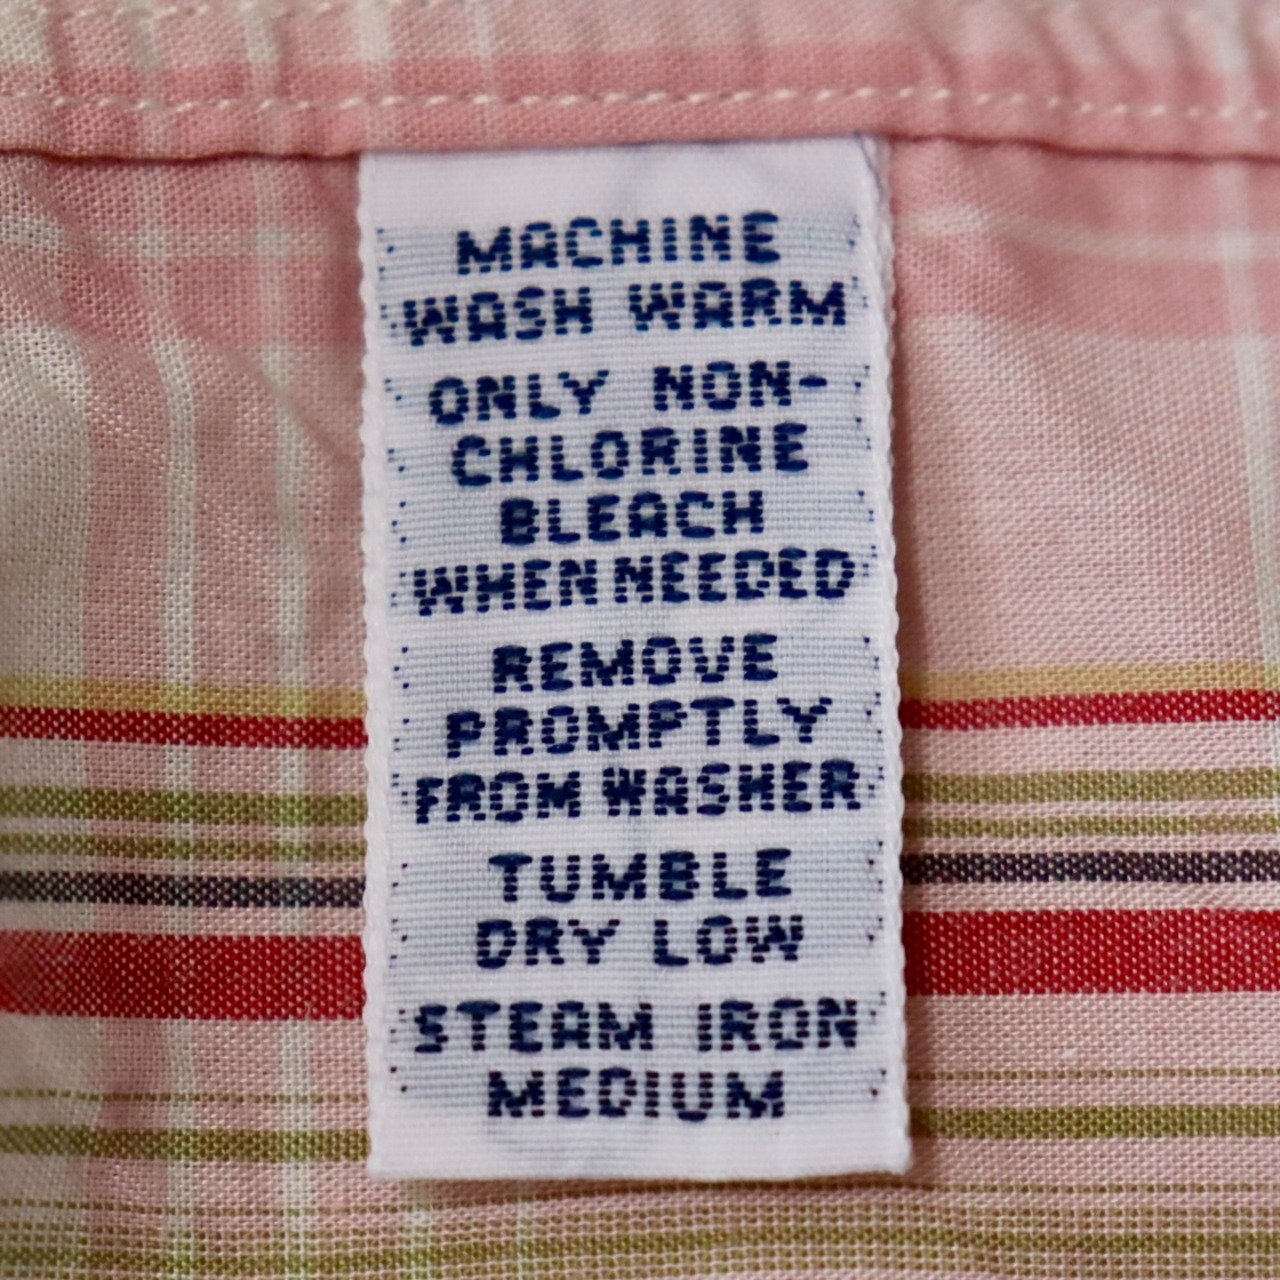 MACHINE
WASH WARM
ONLY NON-
CHLORINE
BLEACH
WHEN NEEDED
REMOVE
PROMPTLY
FROM WASHER
TUMBLE
DRY LOW
STEAM IRON
MEDIUM